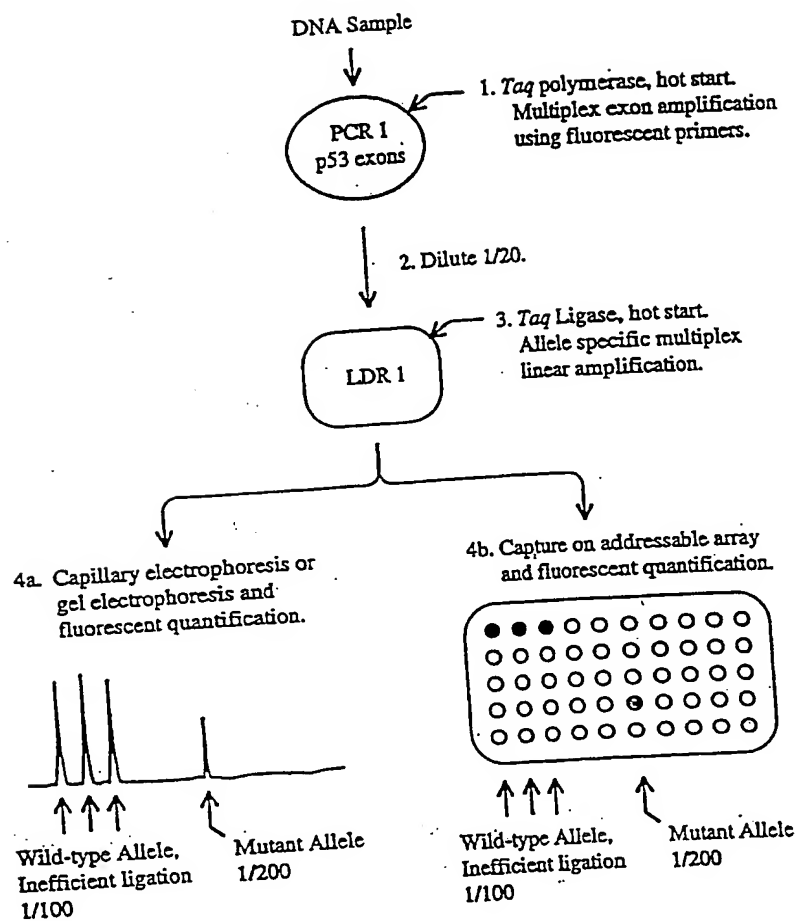 DNA Sample
1. Taq polymerase, hot start.
Multiplex exon amplification
using fluorescent primers.
PCR 1
p53 exons
2. Dilute 1/20.
3. Taq Ligase, hot start.
Allele specific multiplex
linear amplification.
LDR 1
4a. Capillary electrophoresis or
gel electrophoresis and
fluorescent quantification.
4b. Capture on addressable array
and fluorescent quantification.
Wild-type Allele,
Inefficient ligation
1/100
Mutant Allele
1/200
Wild-type Allele,
Inefficient ligation
1/100
Mutant Allele
1/200